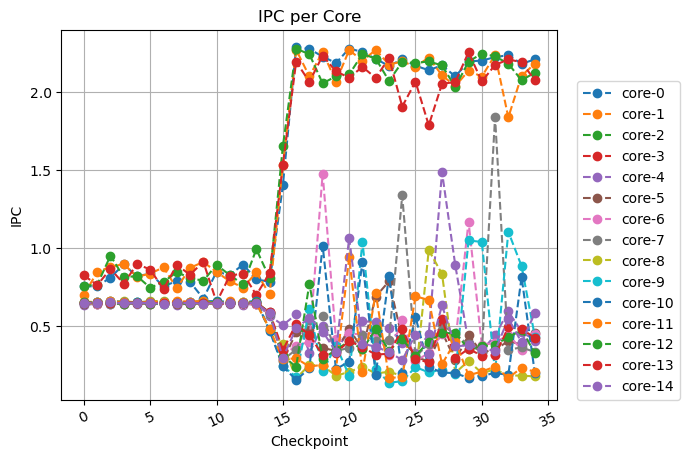 IPC per Core
IPC
2.0
1.5
1.0
0.5
0
5
10
15
20
25
30
35
Checkpoint
core-0
core-1
core-2
core-3
core-4
core-5
core-6
core-7
core-8
core-9
core-10
core-11
core-12
core-13
core-14